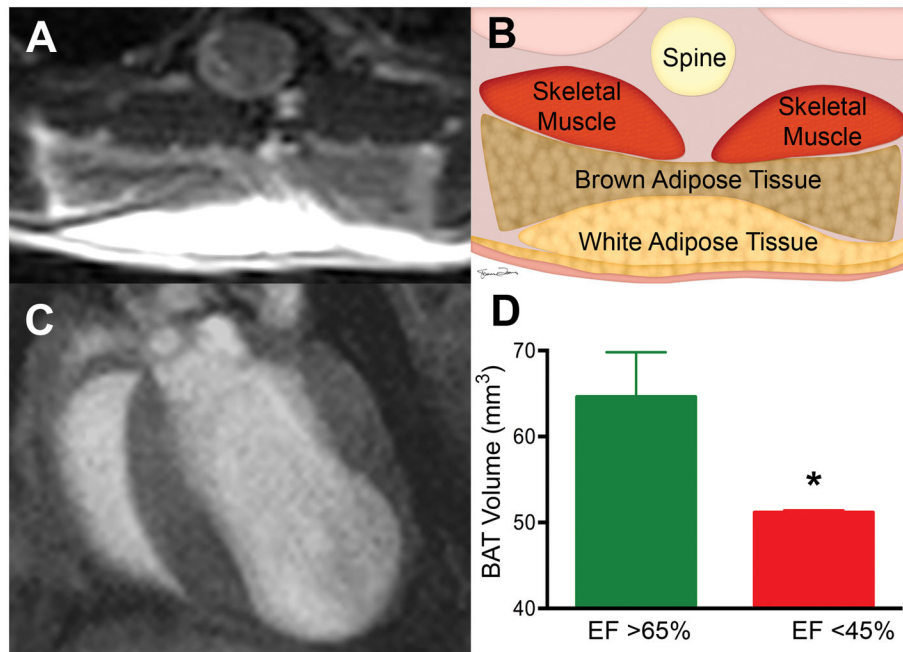 A
B
Spine
Skeletal
Muscle
Skeletal
Muscle
Brown Adipose Tissue
White Adipose Tissue
C
D
BAT Volume (mm³)
70
60
50
40
*
EF >65%
EF <45%